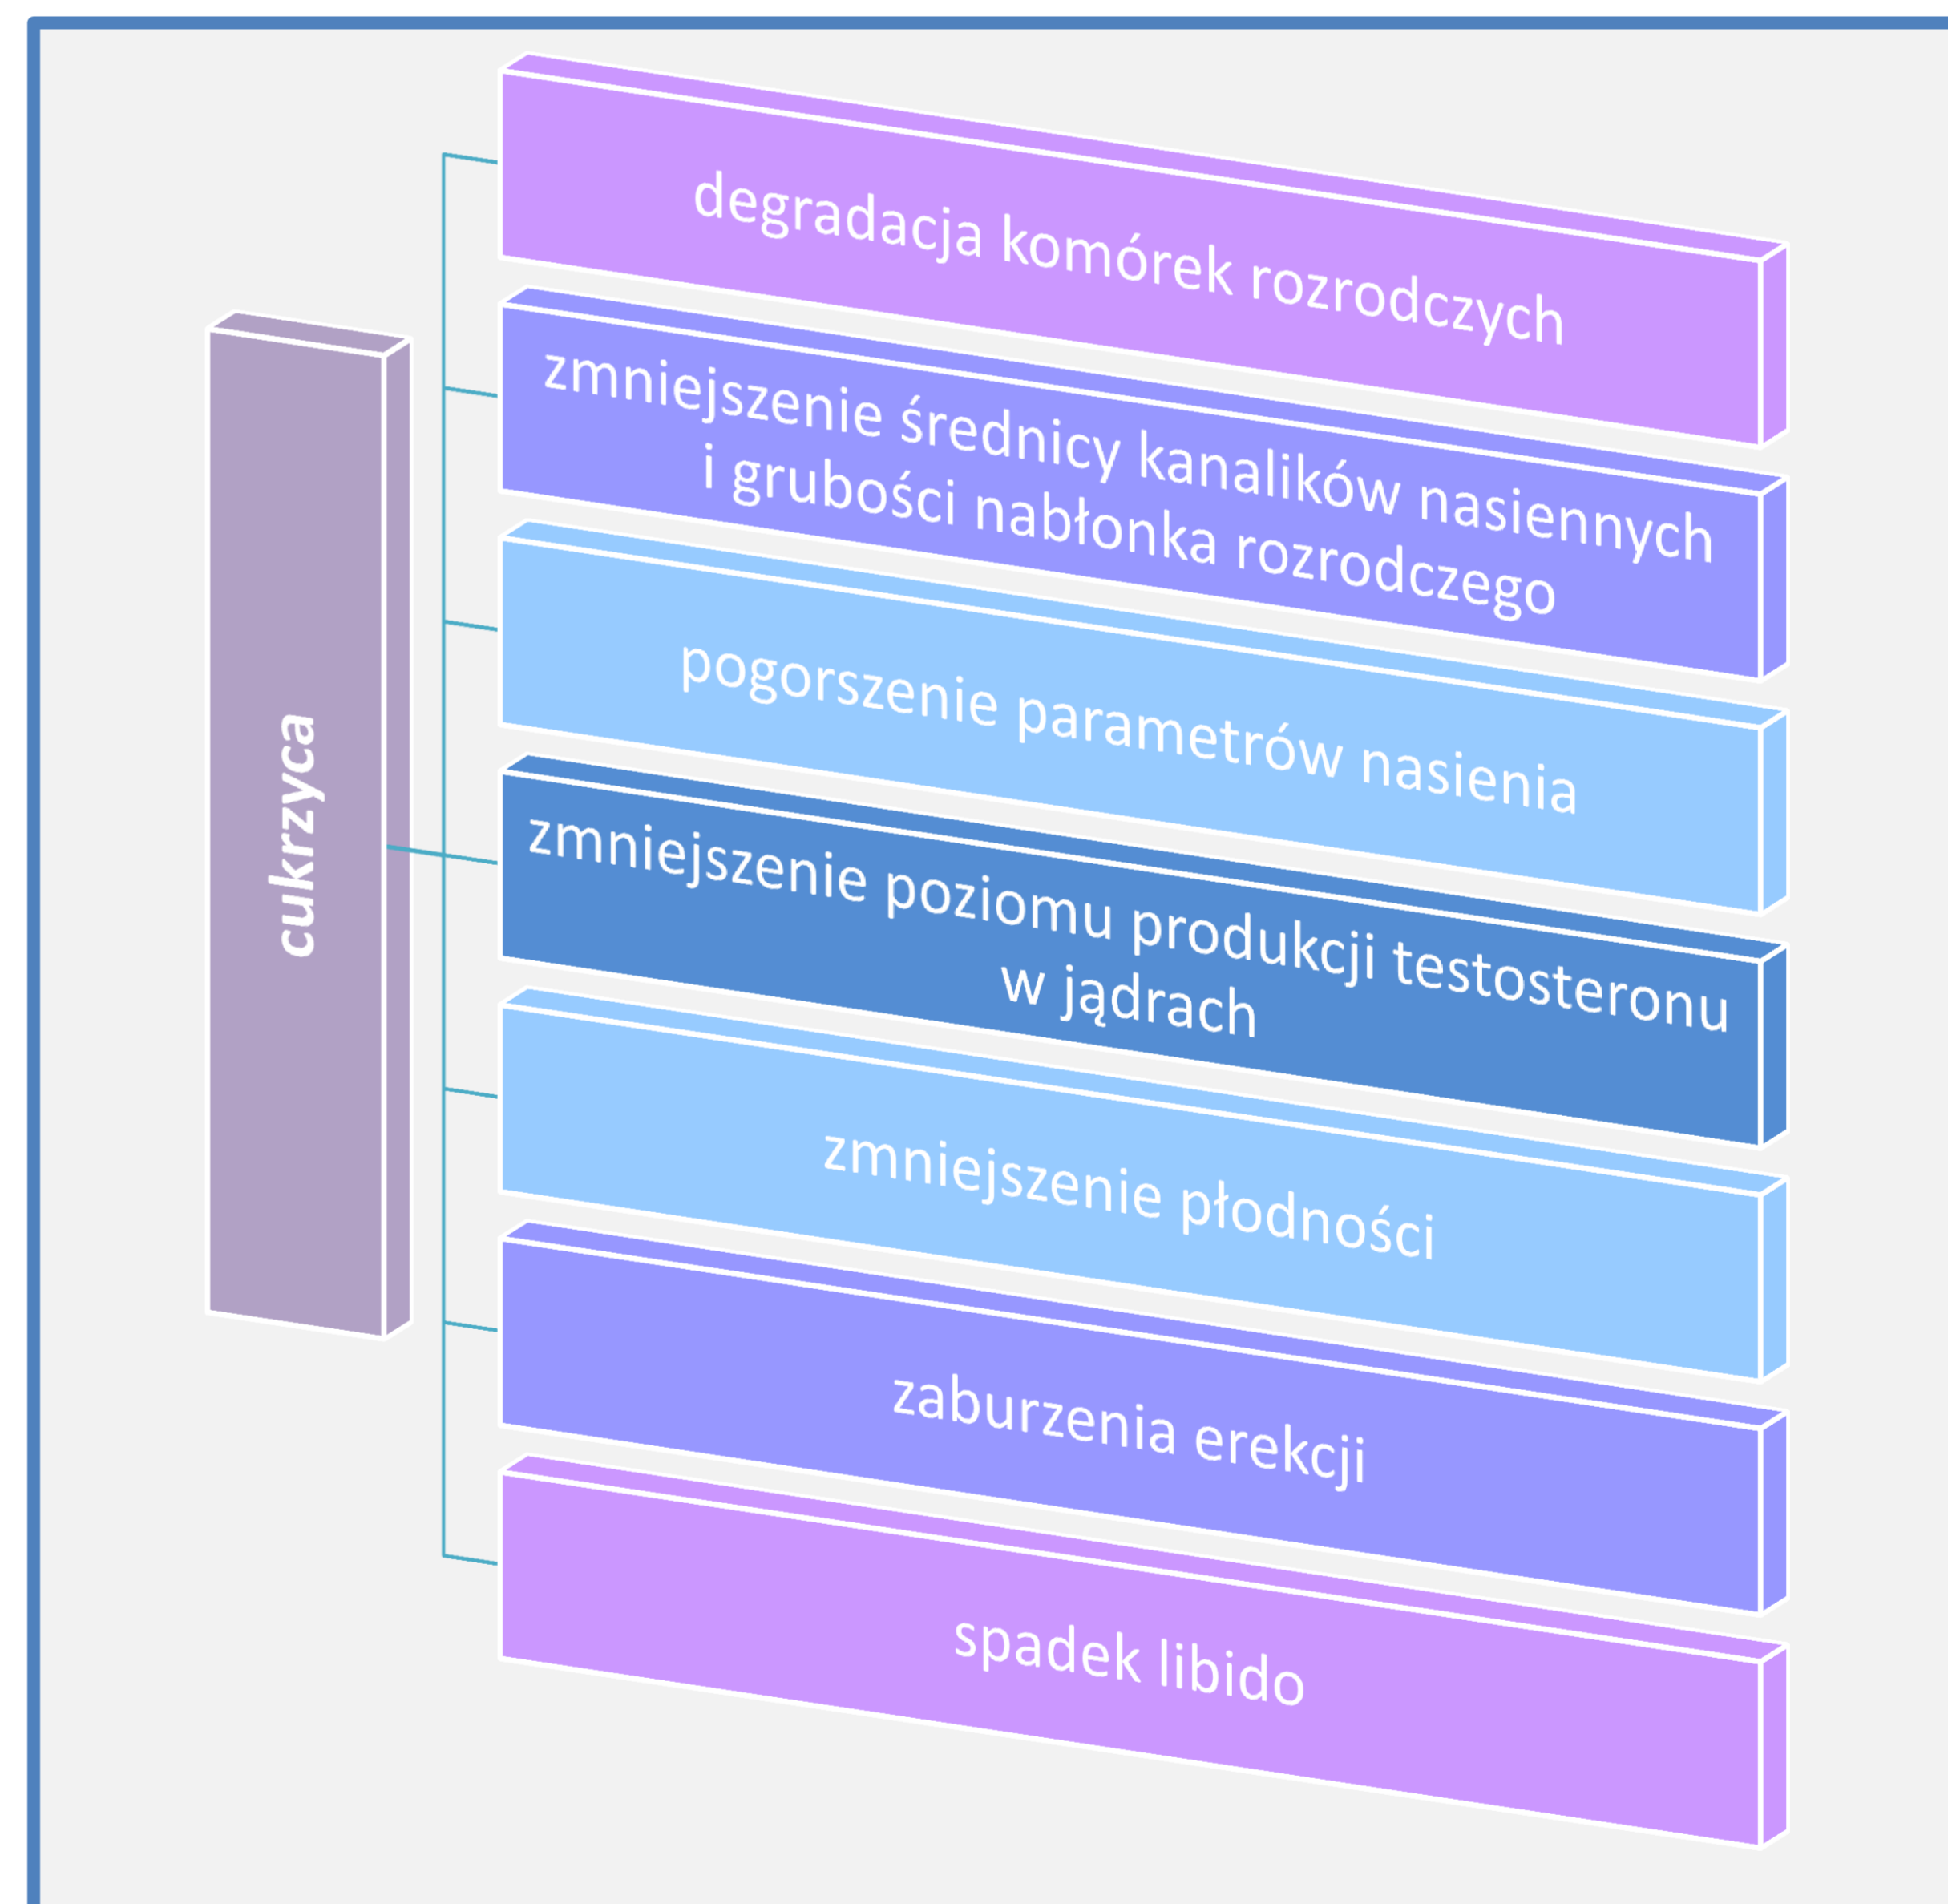 cukrzyca
degradacja komórek rozrodczych
zmniejszenie średnicy kanalików nasiennych
i grubości nabłonka rozrodczego
pogorszenie parametrów nasienia
zmniejszenie poziomu produkcji testosteronu
w jądrach
zmniejszenie płodności
zaburzenia erekcji
spadek libido